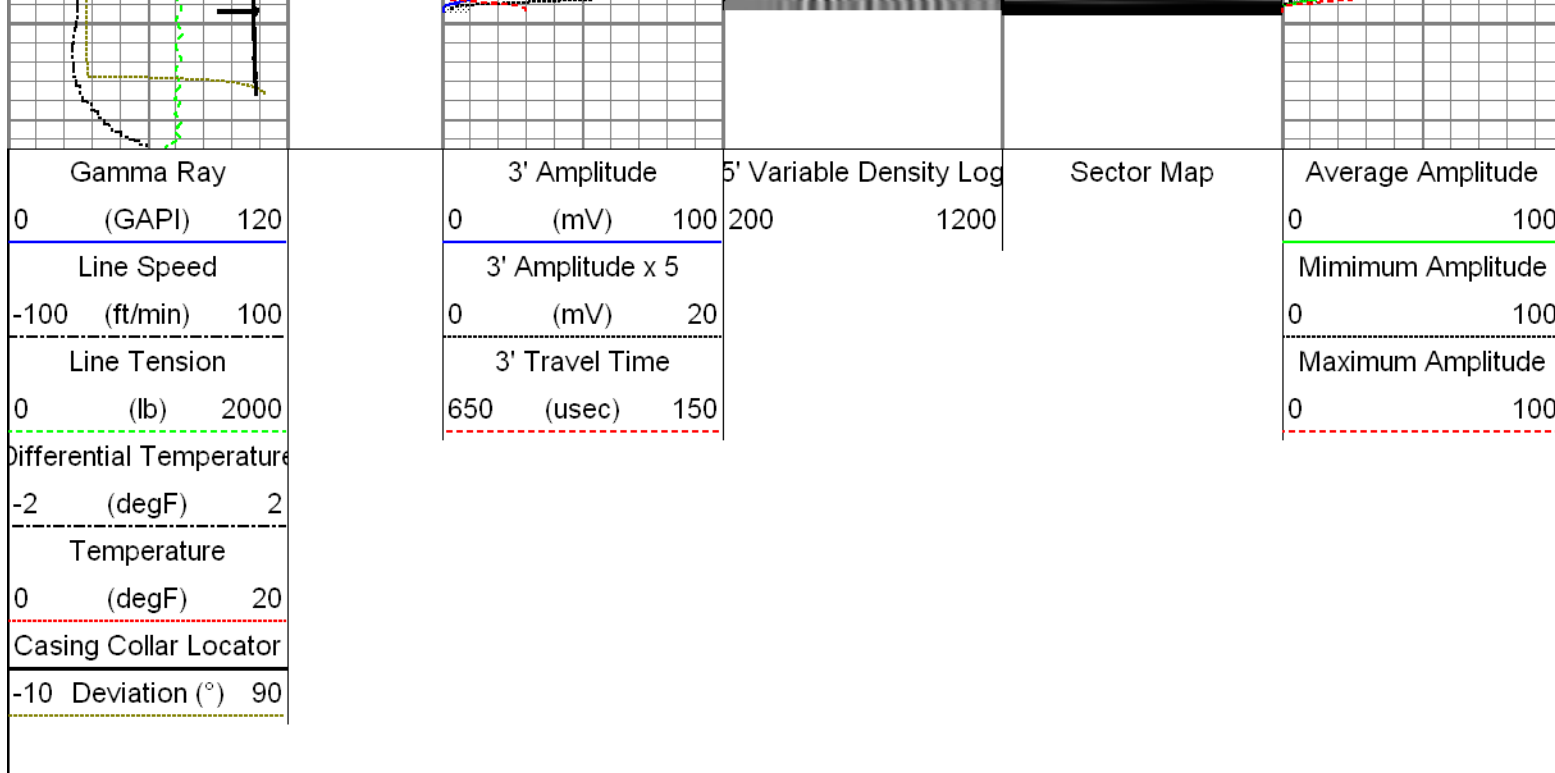 Gamma Ray
0 (GAPI) 120
Line Speed
-100 (ft/min) 100
Line Tension
0 (lb) 2000
Differential Temperature
-2 (degF) 2
Temperature
0 (degF) 20
Casing Collar Locator
-10 Deviation (°) 90
3' Amplitude
0 (mV) 100
3' Amplitude x 5
0 (mV) 20
3' Travel Time
650 (usec) 150
5' Variable Density Log
200 1200
Sector Map
Average Amplitude
0 100
Mimimum Amplitude
0 100
Maximum Amplitude
0 100